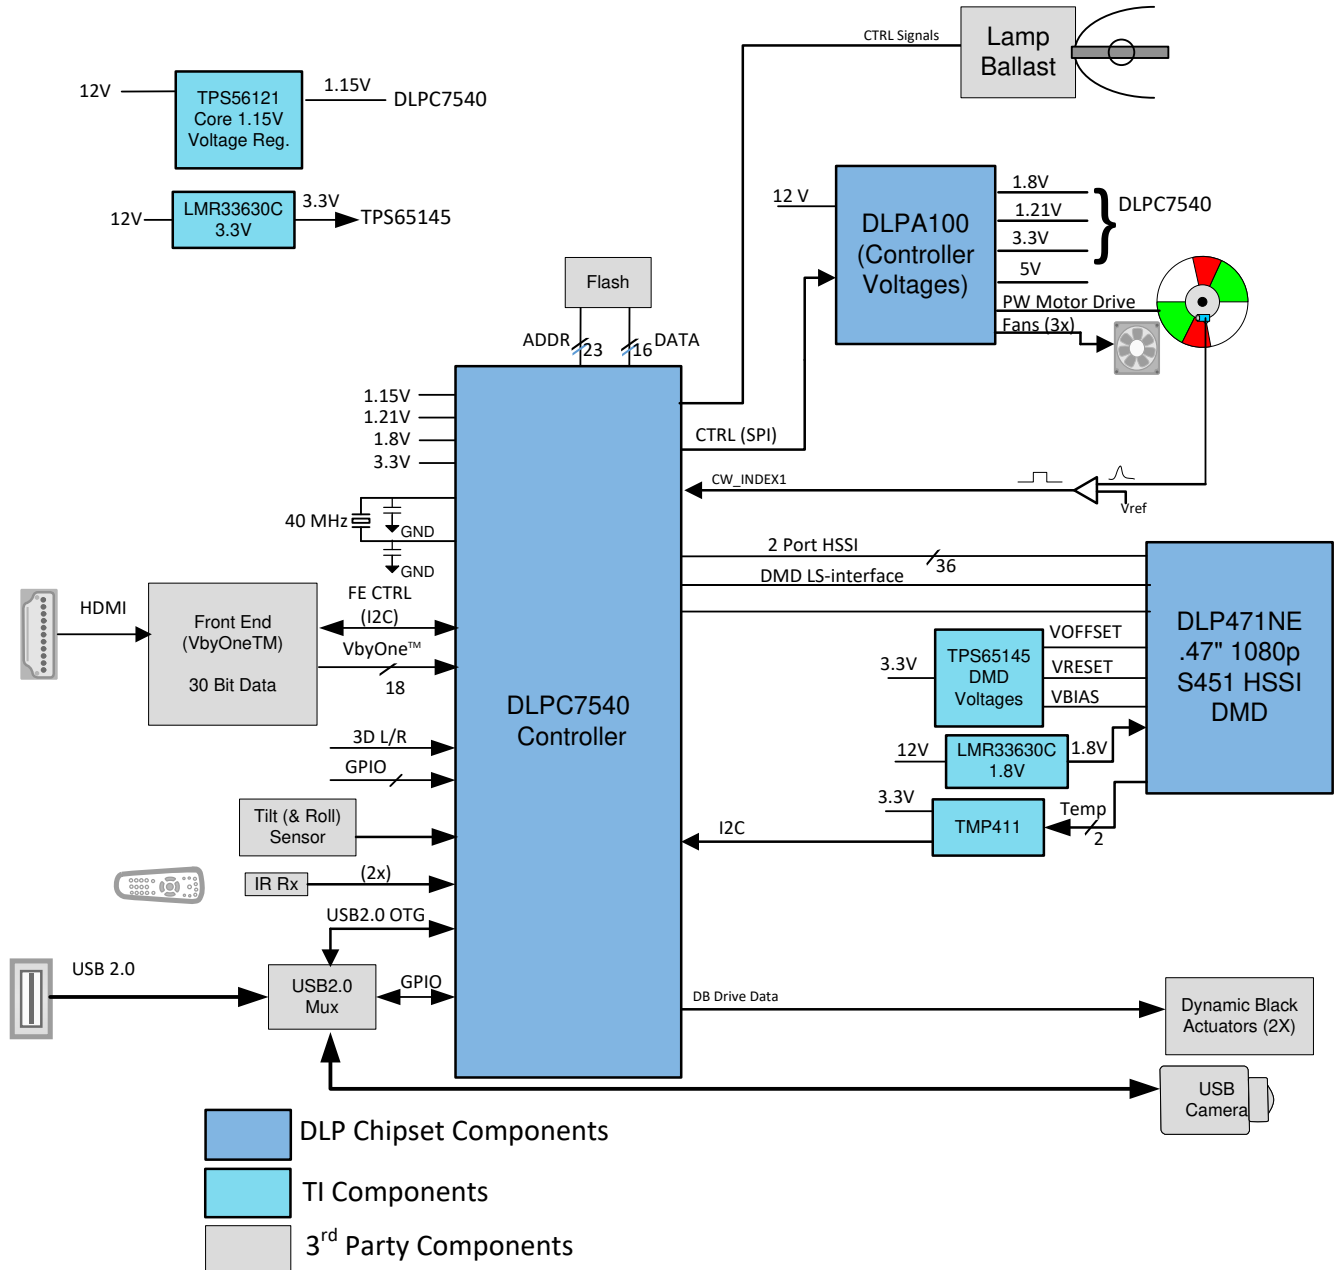 CTRL Signals
Lamp
Ballast
12V
TPS56121
Core 1.15V
Voltage Reg.
1.15V
DLPC7540
12V
LMR33630C
3.3V
3.3V
TPS65145
12 V
DLPA100
(Controller
Voltages)
1.8V
1.21V
3.3V
5V
DLPC7540
PW Motor Drive
Fans (3x)
Flash
ADDR
23
16
DATA
1.15V
1.21V
1.8V
3.3V
40 MHz
GND
GND
CTRL (SPI)
CW_INDEX1
Vref
2 Port HSSI
36
DMD LS-interface
HDMI
Front End
(VbyOneTM)
30 Bit Data
FE CTRL
(I2C)
VbyOne™
18
DLPC7540
Controller
DLP471NE
.47" 1080p
S451 HSSI
DMD
3.3V
TPS65145
DMD
Voltages
VOFFSET
VRESET
VBIAS
12V
LMR33630C
1.8V
1.8V
3.3V
TMP411
Temp
2
I2C
3D L/R
GPIO
Tilt (& Roll)
Sensor
IR Rx
(2x)
USB2.0 OTG
USB 2.0
USB2.0
Mux
GPIO
DB Drive Data
Dynamic Black
Actuators (2X)
USB
Camera
DLP Chipset Components
TI Components
3rd Party Components